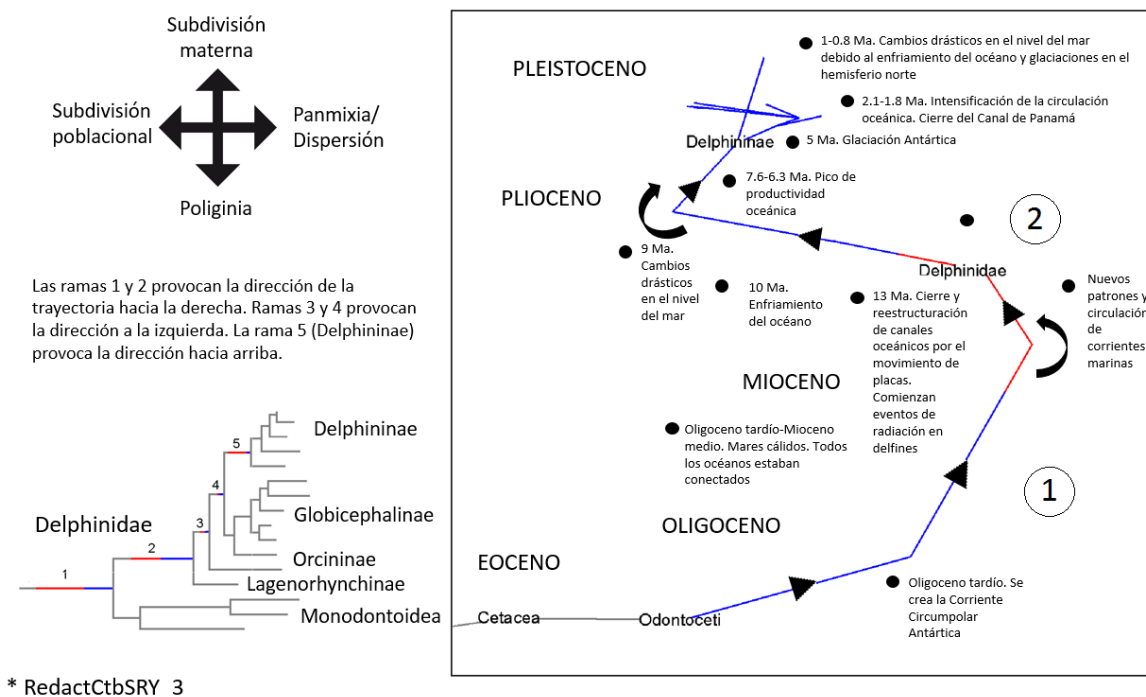 Subdivisión
materna
Subdivisión
poblacional
Panmixia/
Dispersión
Poliginia
Las ramas 1 y 2 provocan la dirección de la
trayectoria hacia la derecha. Ramas 3 y 4 provocan
la dirección a la izquierda. La rama 5 (Delphininae)
provoca la dirección hacia arriba.
5
Delphininae
4
Globicephalinae
Delphinidae
3
2
Orcininae
1
Lagenorhynchinae
Monodontoidea
* RedactCtbSRY_3
PLEISTOCENO
1-0.8 Ma. Cambios drásticos en el nivel del mar
debido al enfriamiento del océano y glaciaciones en el
hemisferio norte
2.1-1.8 Ma. Intensificación de la circulación
oceánica. Cierre del Canal de Panamá
Delphininae
5 Ma. Glaciación Antártica
PLIOCENO
7.6-6.3 Ma. Pico de
productividad
oceánica
2
9 Ma.
Cambios
drásticos
en el nivel
del mar
10 Ma.
Enfriamiento
del océano
Delphinidae
13 Ma. Cierre y
reestructuración
de canales
oceánicos por el
movimiento de
placas.
Comienzan
eventos de
radiación en
delfines
Nuevos
patrones y
circulación
de
corrientes
marinas
MIOCENO
Oligoceno tardío-Mioceno
medio. Mares cálidos. Todos
los océanos estaban
conectados
1
OLIGOCENO
EOCENO
Oligoceno tardío. Se
crea la Corriente
Circumpolar
Antártica
Cetacea
Odontoceti